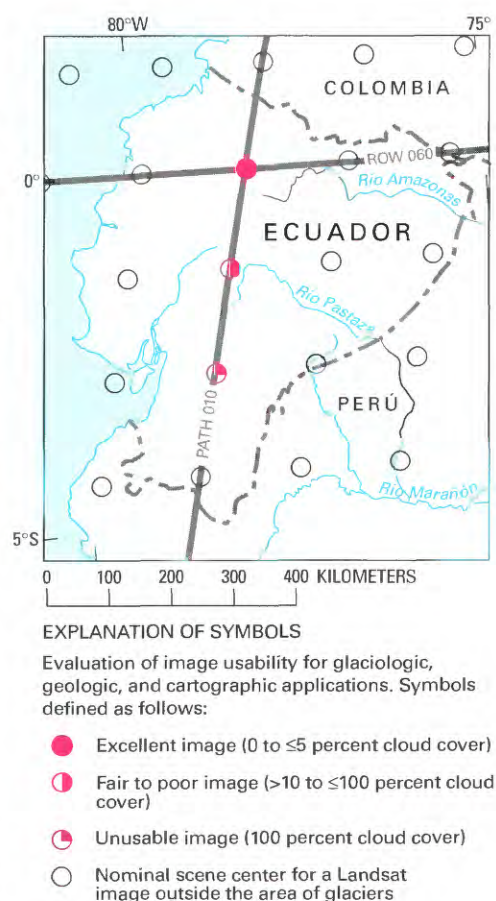 80°W
75°
COLOMBIA
ROW 060
0°
Río Amazonas
ECUADOR
Río Pastaza
PERÚ
PATH 010
Río Marañón
5°S
0 100 200 300 400 KILOMETERS
EXPLANATION OF SYMBOLS
Evaluation of image usability for glaciologic,
geologic, and cartographic applications. Symbols
defined as follows:
Excellent image (0 to ≤5 percent cloud cover)
Fair to poor image (>10 to ≤100 percent cloud
cover)
Unusable image (100 percent cloud cover)
Nominal scene center for a Landsat
image outside the area of glaciers